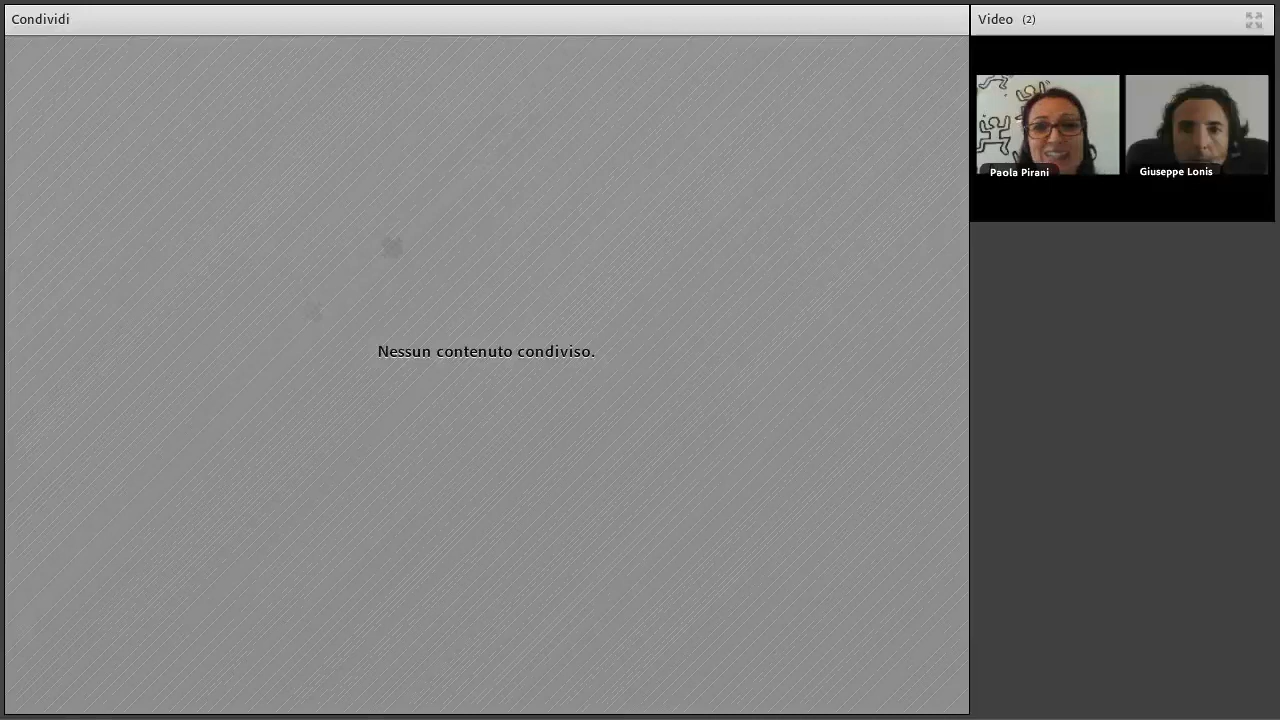 Condividi
Video (2)
Paola Pirani
Giuseppe Lonis
Nessun contenuto condiviso.